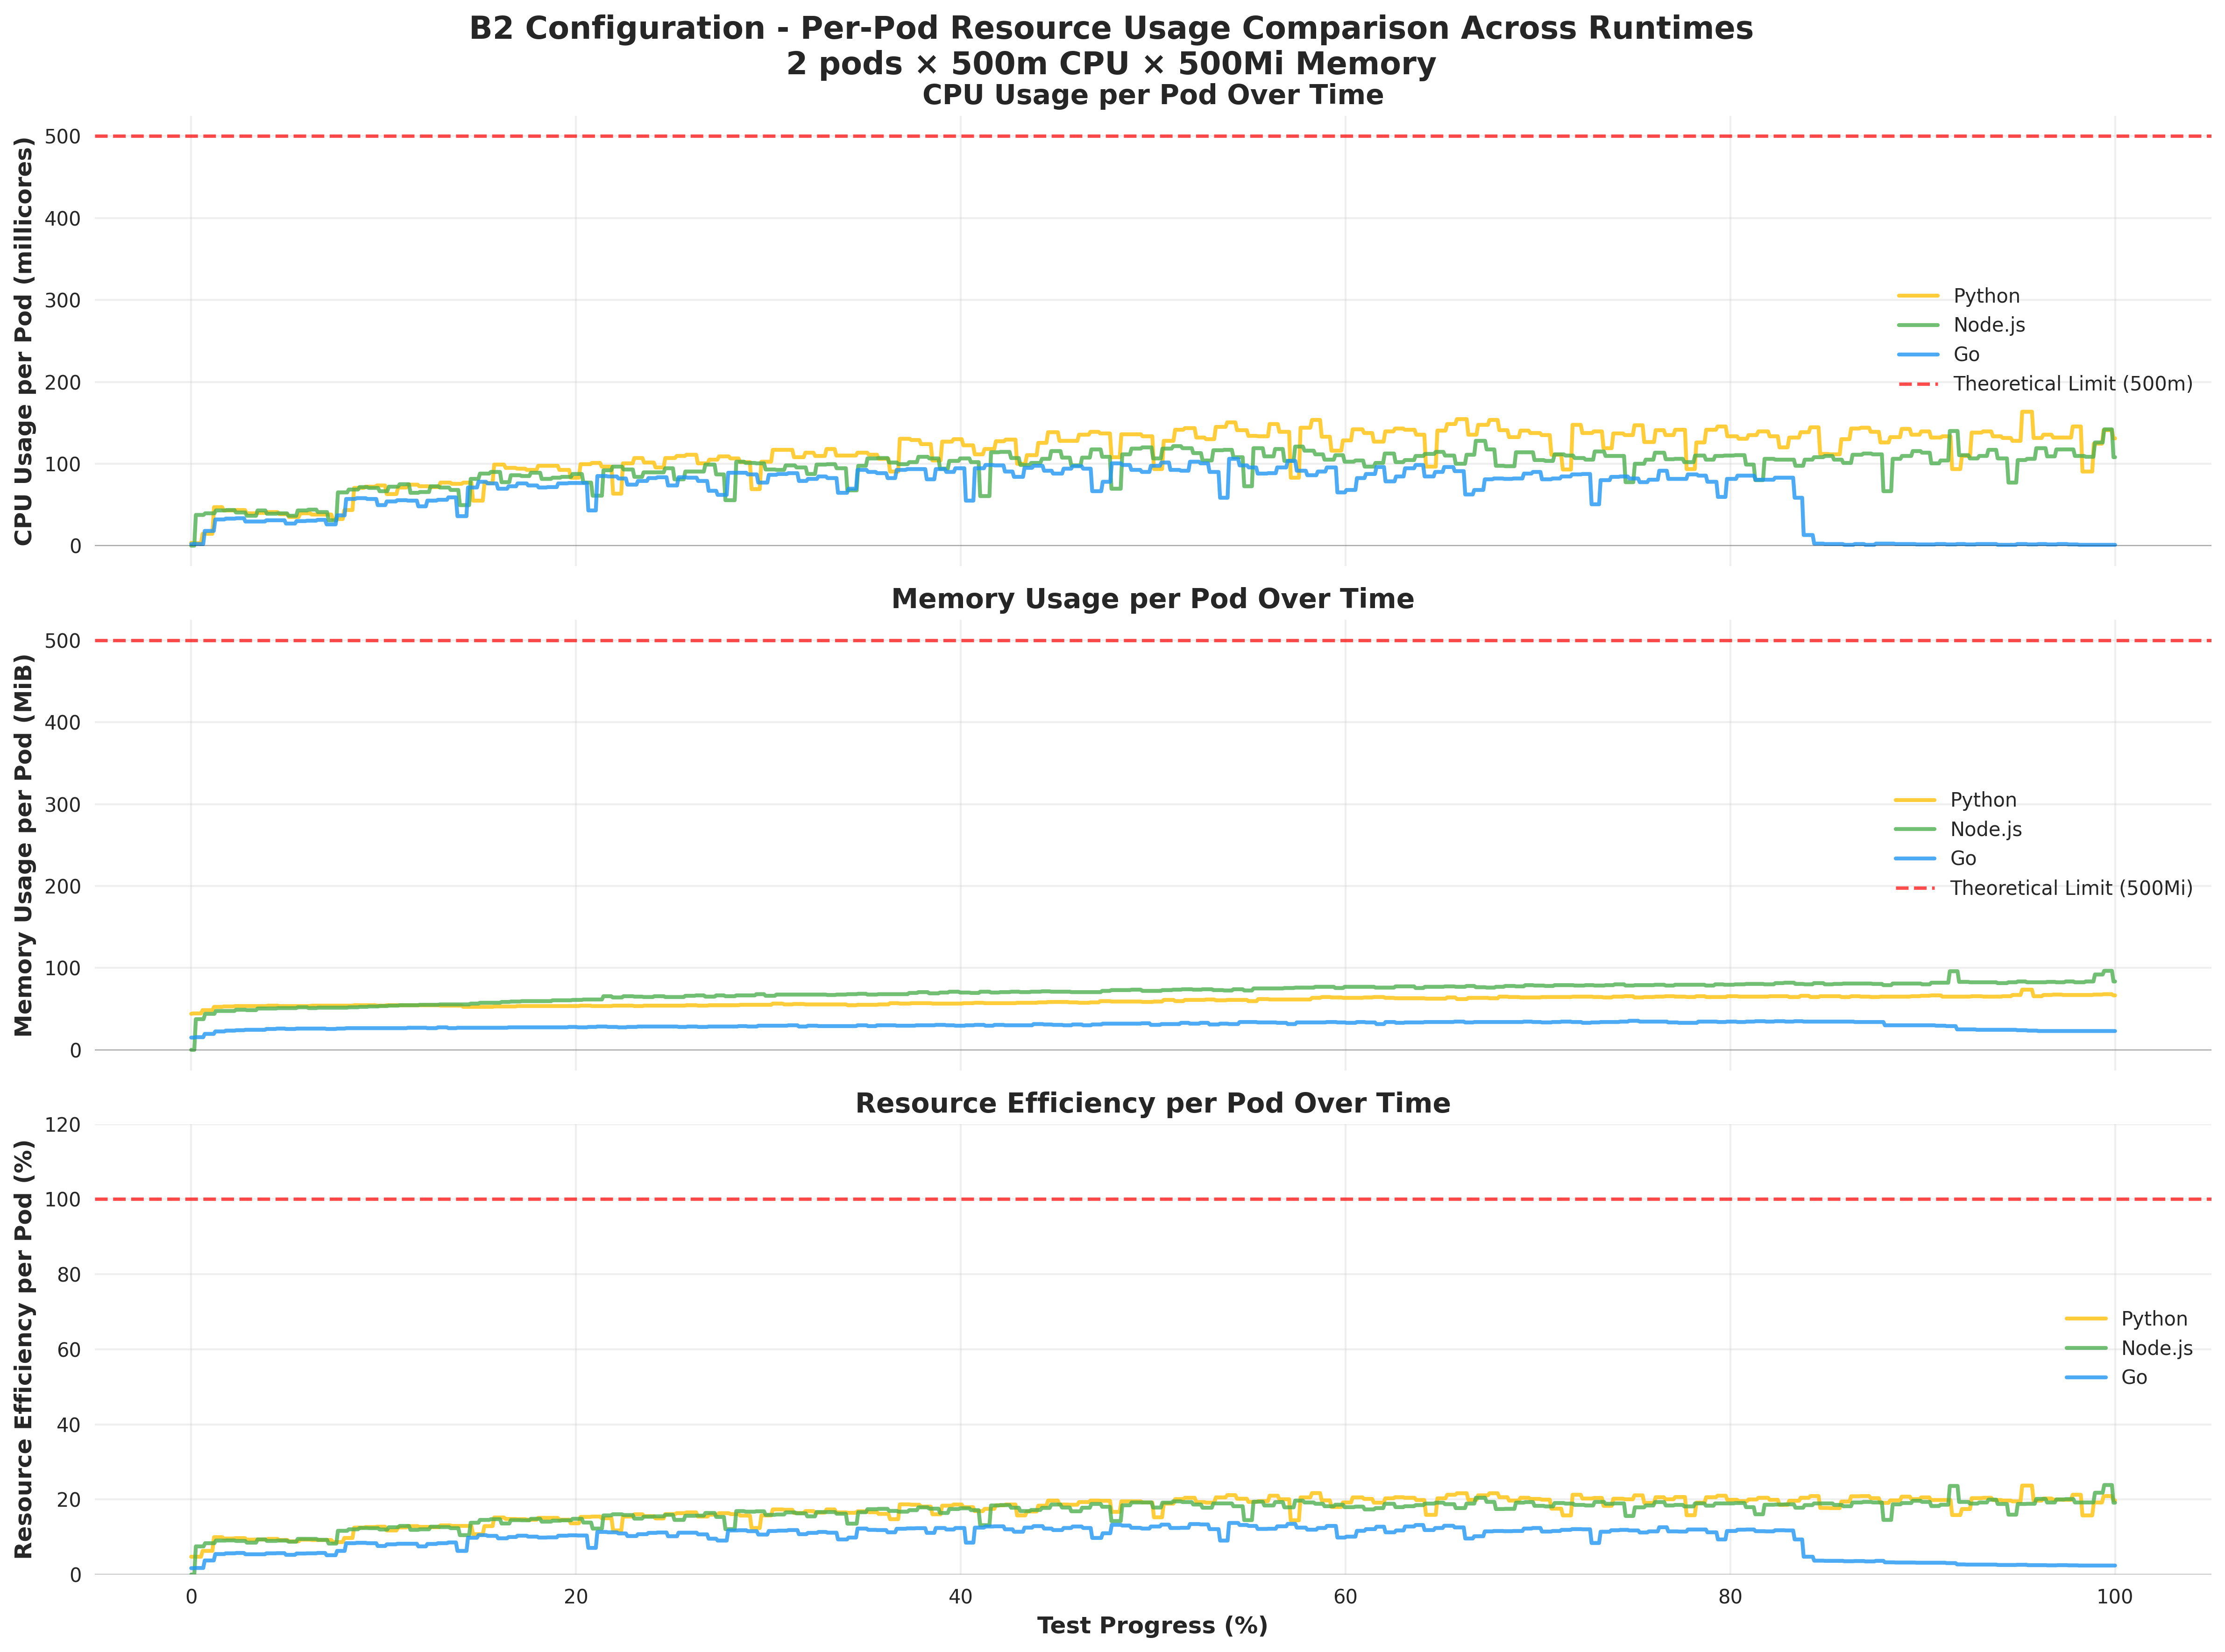 B2 Configuration - Per-Pod Resource Usage Comparison Across Runtimes
2 pods × 500m CPU × 500Mi Memory
CPU Usage per Pod Over Time
CPU Usage per Pod (millicores)
500
400
300
200
100
0
Python
Node.js
Go
Theoretical Limit (500m)
Memory Usage per Pod Over Time
Memory Usage per Pod (MiB)
500
400
300
200
100
0
Python
Node.js
Go
Theoretical Limit (500Mi)
Resource Efficiency per Pod Over Time
Resource Efficiency per Pod (%)
120
100
80
60
40
20
0
Python
Node.js
Go
0 20 40 60 80 100
Test Progress (%)